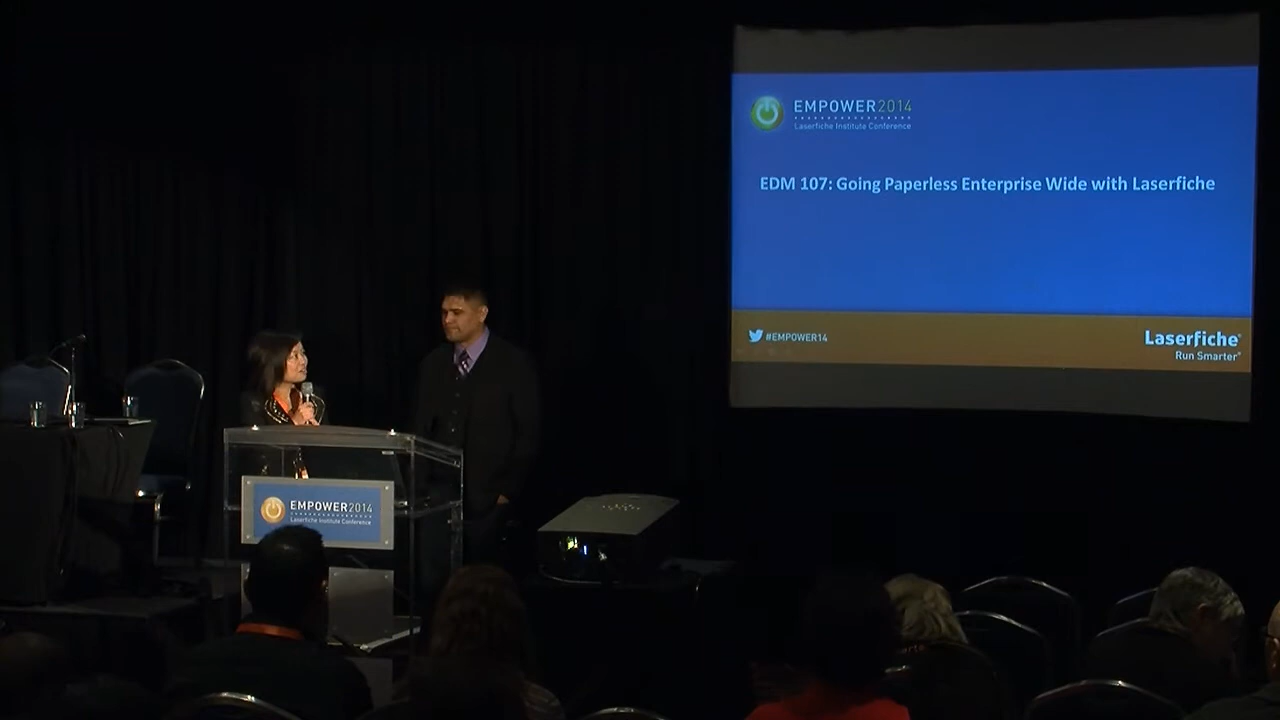 EMPOWER2014
Laserfiche Institute Conference
EDM 107: Going Paperless Enterprise Wide with Laserfiche
#EMPOWER14
Laserfiche®
Run Smarter®
EMPOWER2014
Laserfiche Institute Conference